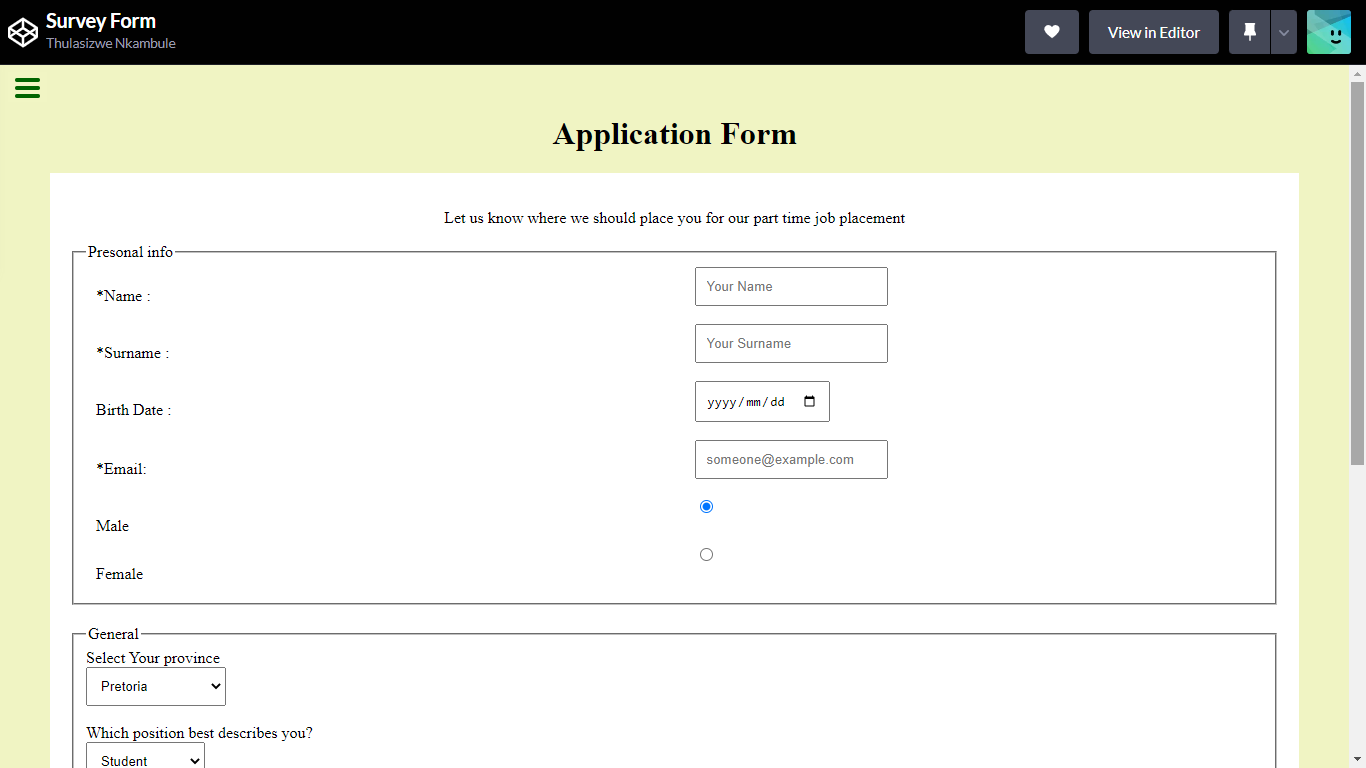 Survey Form
Thulasizwe Nkambule
View in Editor
Application Form
Let us know where we should place you for our part time job placement
Presonal info
*Name :
Your Name
*Surname :
Your Surname
Birth Date :
yyyy/mm/dd
*Email:
someone@example.com
Male
Female
General
Select Your province
Pretoria
Which position best describes you?
Student